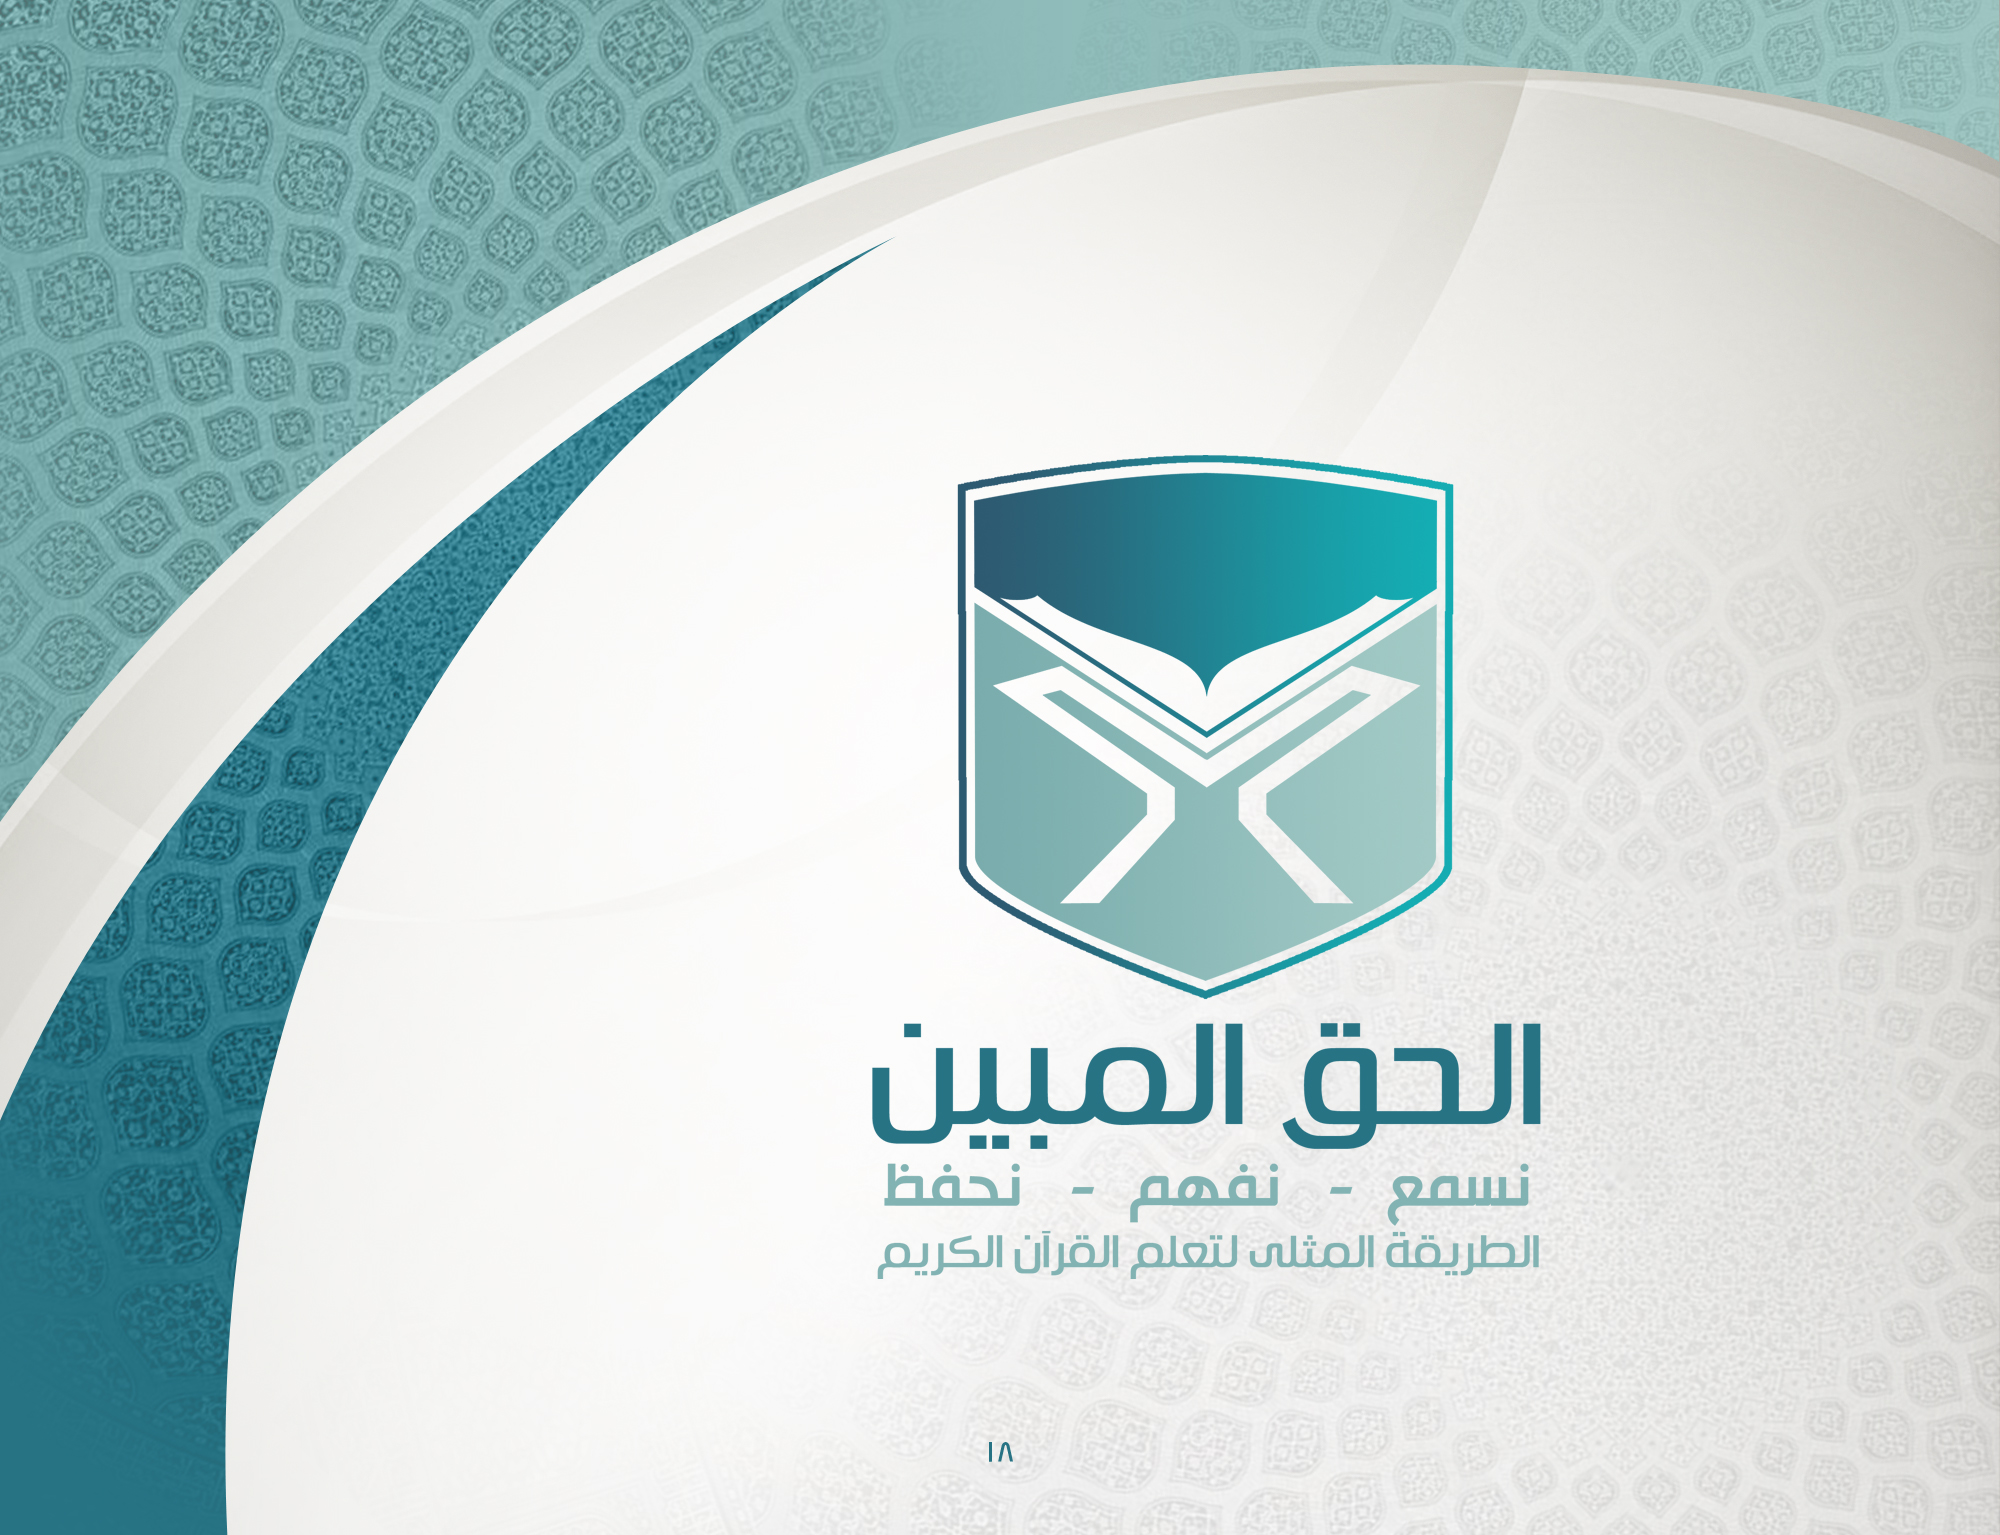 الحق المبين
نسمع - نفهم - نحفظ
الطريقة المثلى لتعلم القرآن الكريم
١٨